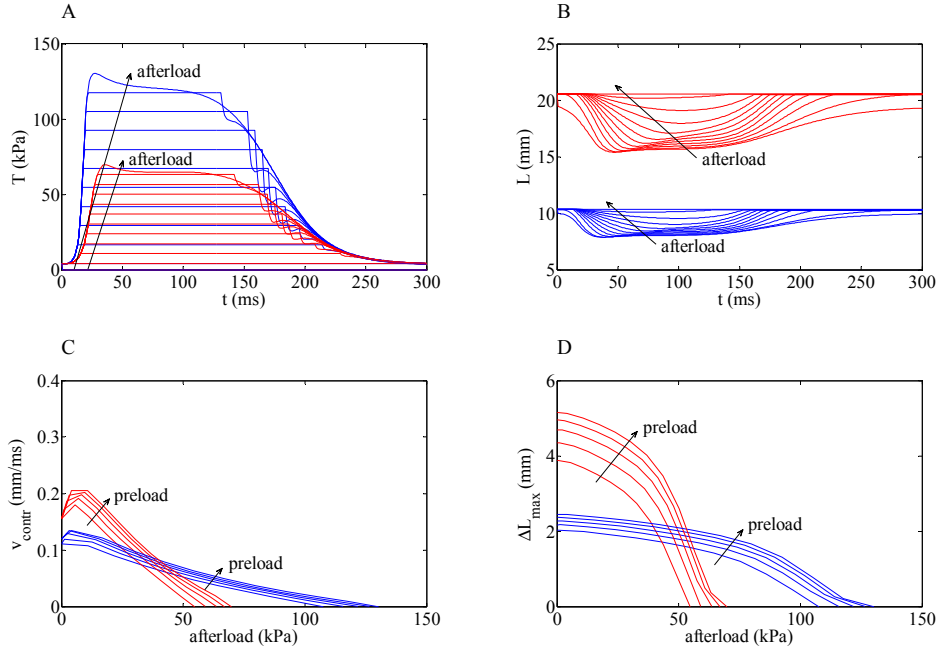 A
B
150
100
50
0
T (kPa)
afterload
afterload
0
50
100
150
200
250
300
t (ms)
25
20
15
10
5
L (mm)
afterload
afterload
0
50
100
150
200
250
300
t (ms)
C
D
0.4
0.3
0.2
0.1
0
v_contr (mm/ms)
preload
preload
0
50
100
150
afterload (kPa)
6
4
2
0
ΔL_max (mm)
preload
preload
0
50
100
150
afterload (kPa)